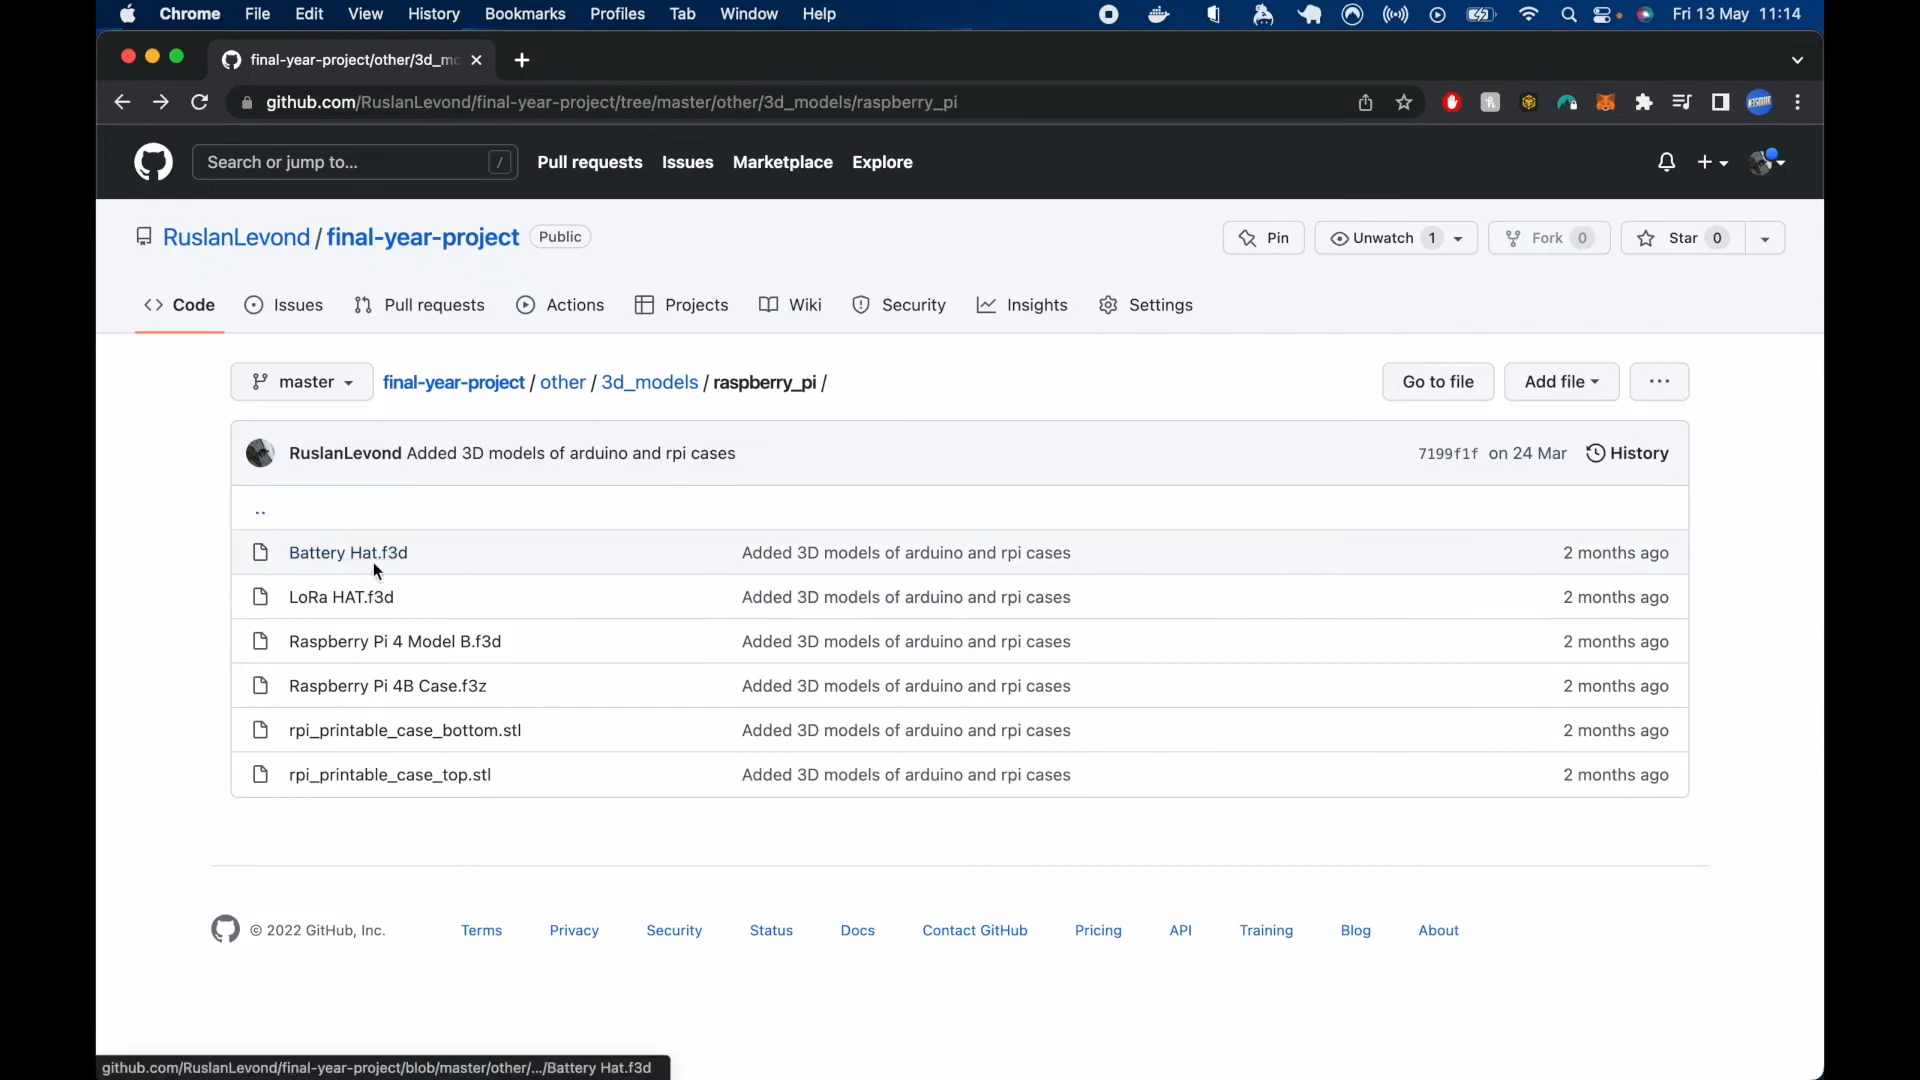 Chrome File Edit View History Bookmarks Profiles Tab Window Help Fri 13 May 11:14
final-year-project/other/3d_mo
github.com/RuslanLevond/final-year-project/tree/master/other/3d_models/raspberry_pi
Search or jump to... / Pull requests Issues Marketplace Explore
RuslanLevond / final-year-project Public Pin Unwatch 1 Fork 0 Star 0
Code Issues Pull requests Actions Projects Wiki Security Insights Settings
master final-year-project / other / 3d_models / raspberry_pi / Go to file Add file ...
RuslanLevond Added 3D models of arduino and rpi cases 7199f1f on 24 Mar History
..
Battery Hat.f3d Added 3D models of arduino and rpi cases 2 months ago
LoRa HAT.f3d Added 3D models of arduino and rpi cases 2 months ago
Raspberry Pi 4 Model B.f3d Added 3D models of arduino and rpi cases 2 months ago
Raspberry Pi 4B Case.f3z Added 3D models of arduino and rpi cases 2 months ago
rpi_printable_case_bottom.stl Added 3D models of arduino and rpi cases 2 months ago
rpi_printable_case_top.stl Added 3D models of arduino and rpi cases 2 months ago
© 2022 GitHub, Inc. Terms Privacy Security Status Docs Contact GitHub Pricing API Training Blog About
github.com/RuslanLevond/final-year-project/blob/master/other/.../Battery Hat.f3d